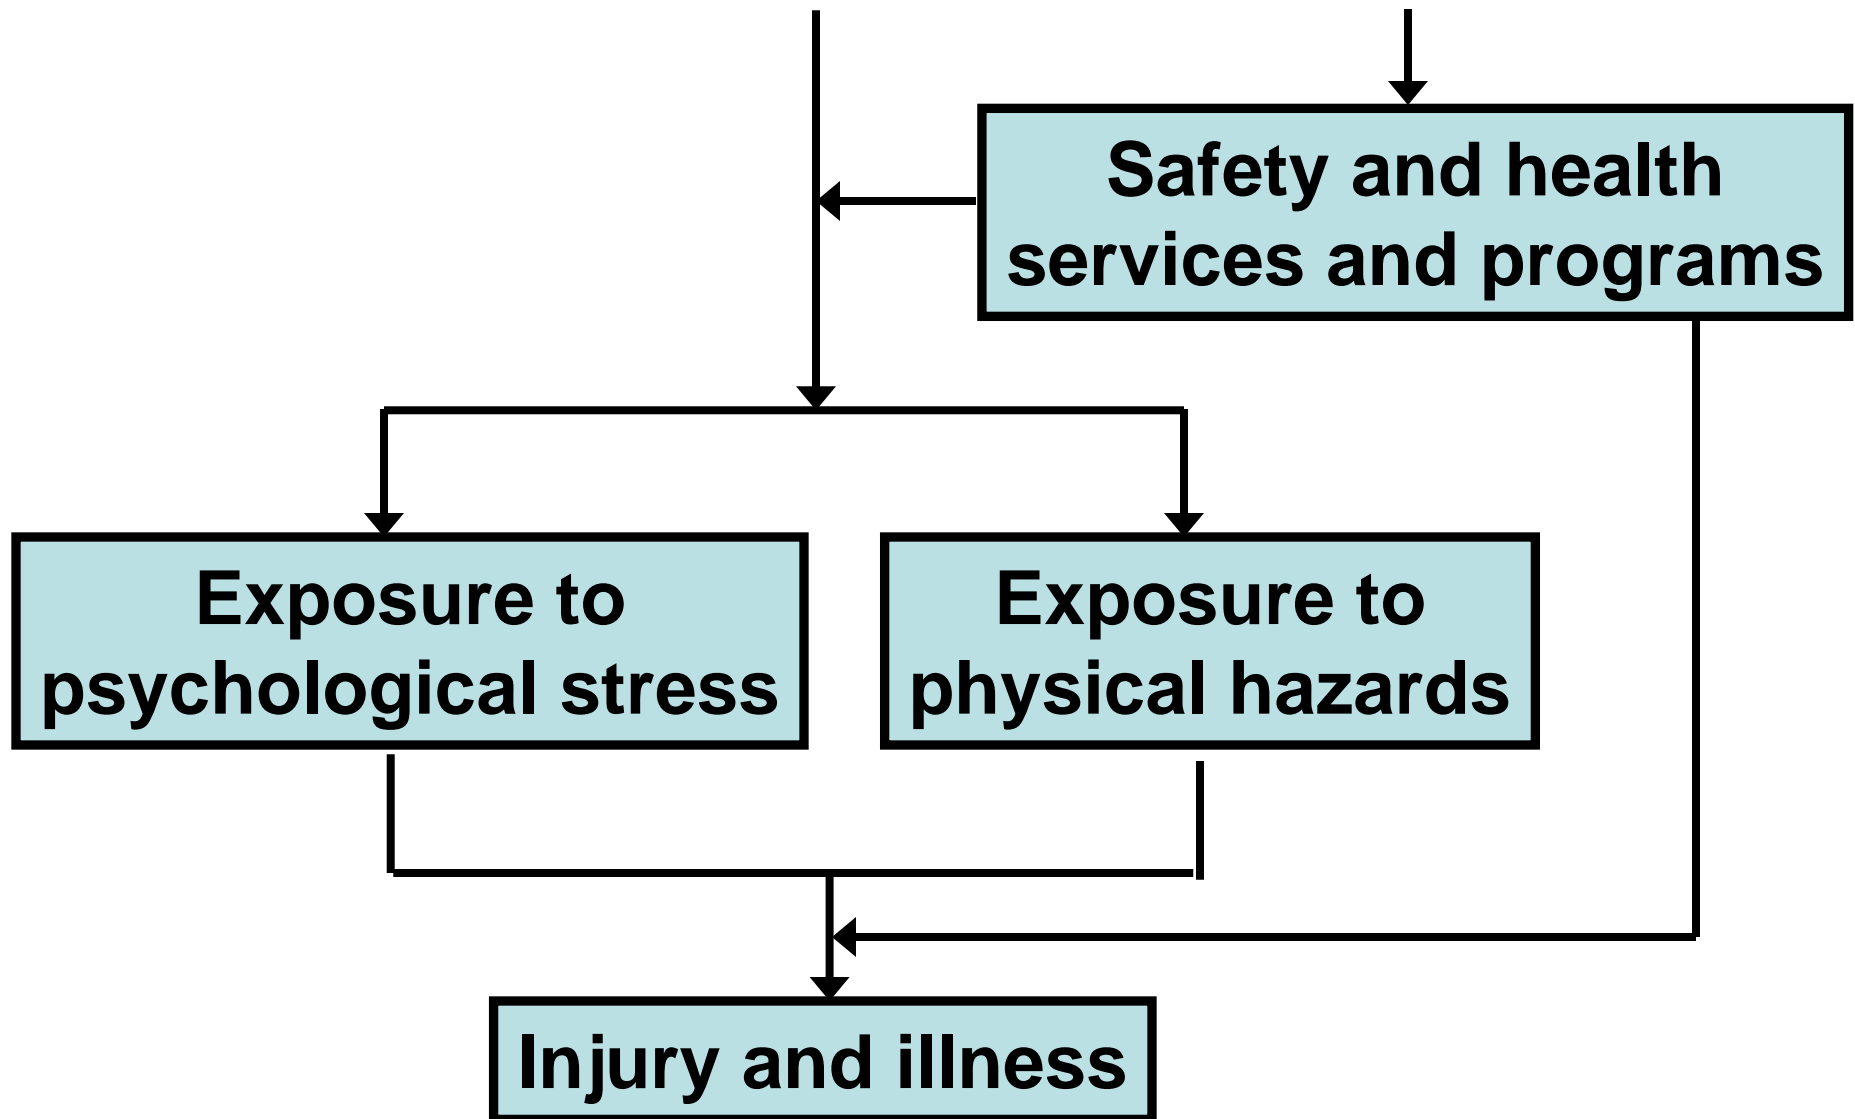 Safety and health
services and programs
Exposure to
psychological stress
Exposure to
physical hazards
Injury and illness